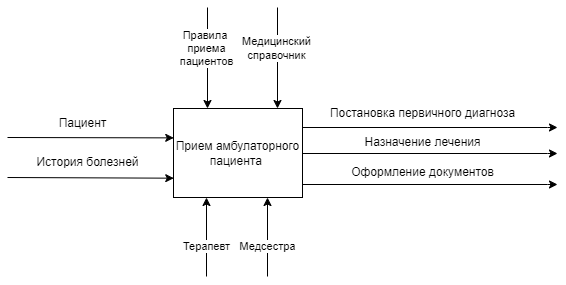 Правила
приема
пациентов
Медицинский
справочник
Пациент
История болезней
Прием амбулаторного
пациента
Постановка первичного диагноза
Назначение лечения
Оформление документов
Терапевт
Медсестра